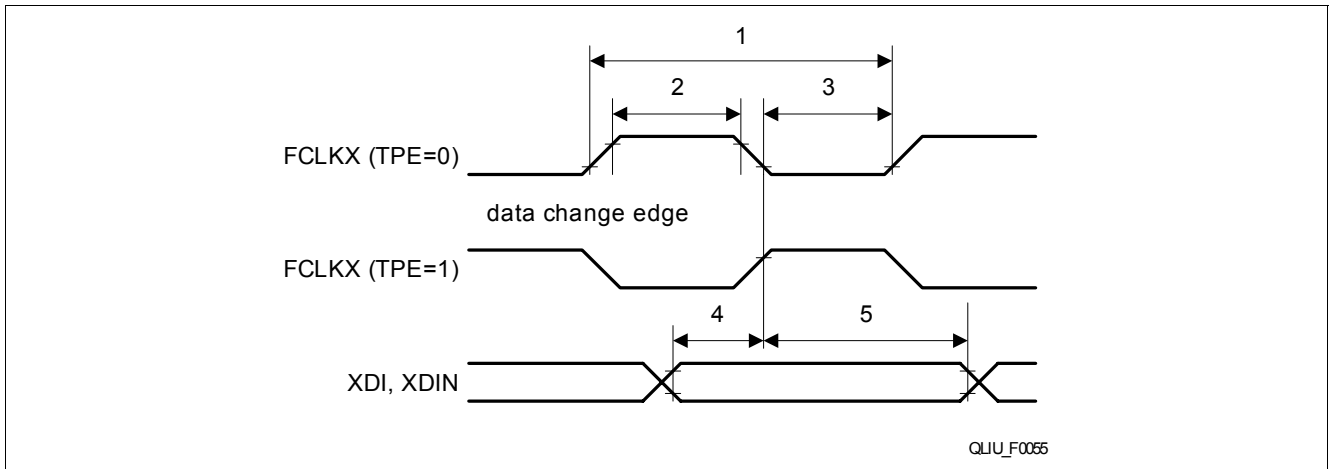 1
2 3
FCLKX (TPE=0)
data change edge
FCLKX (TPE=1)
4 5
XDI, XDIN
QLIU_F0055